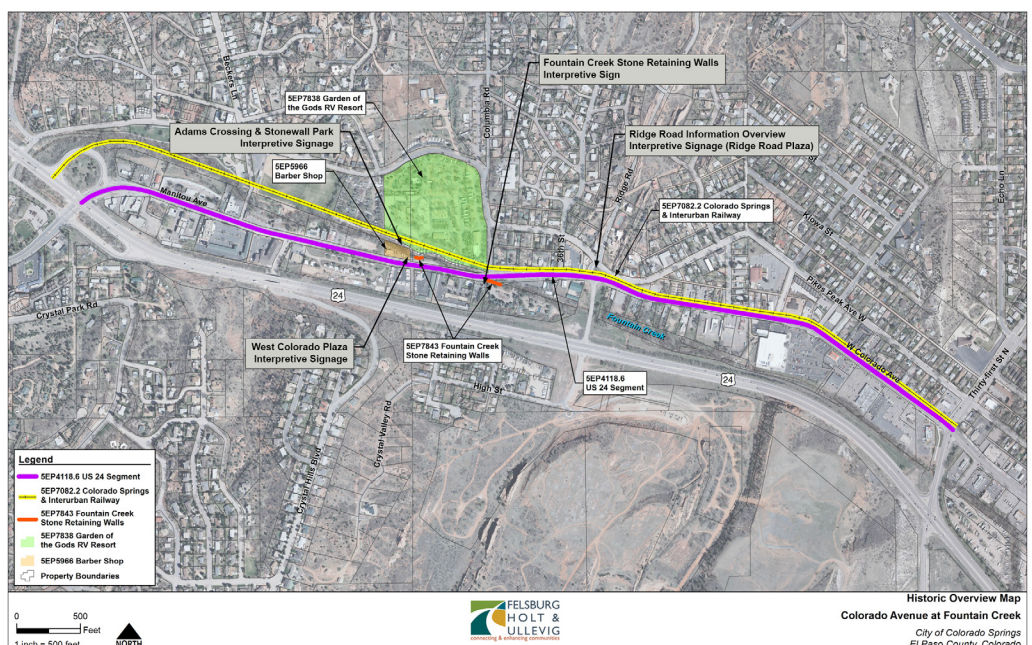 Beckers Ln
Columbia Rd
Fountain Creek Stone Retaining Walls
Interpretive Sign
5EP7838 Garden of
the Gods RV Resort
Adams Crossing & Stonewall Park
Interpretive Signage
Ridge Road Information Overview
Interpretive Signage (Ridge Road Plaza)
St
5EP5966
Barber Shop
Ridge Rd
Echo Ln
Manitou Ave
5EP7082.2 Colorado Springs
& Interurban Railway
Kiowa St
38th St
Pikes Peak Ave W
24
Crystal Park Rd
Fountain Creek
West Colorado Plaza
Interpretive Signage
5EP7843 Fountain Creek
Stone Retaining Walls
W Colorado Ave
Thirty-first St N
5EP4118.6
US 24 Segment
24
High St
Crystal Valley Rd
Crystal Hills Blvd
Legend
5EP4118.6 US 24 Segment
5EP7082.2 Colorado Springs
& Interurban Railway
5EP7843 Fountain Creek
Stone Retaining Walls
5EP7838 Garden of
the Gods RV Resort
5EP5966 Barber Shop
Property Boundaries
0 500
Feet
1 inch = 500 feet
NORTH
FELSBURG
HOLT &
ULLEVIG
connecting & enhancing communities
Historic Overview Map
Colorado Avenue at Fountain Creek
City of Colorado Springs
El Paso County, Colorado